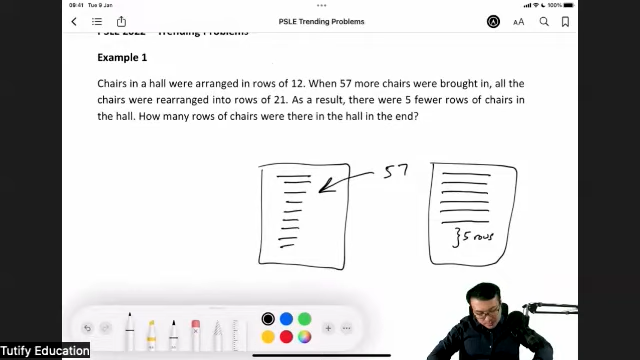 09:41 Tue 9 Jan
100%
PSLE Trending Problems
AA
PSLE 2022 – Trending Problems
Example 1
Chairs in a hall were arranged in rows of 12. When 57 more chairs were brought in, all the
chairs were rearranged into rows of 21. As a result, there were 5 fewer rows of chairs in
the hall. How many rows of chairs were there in the hall in the end?
57
}5 rows
Tutify Education